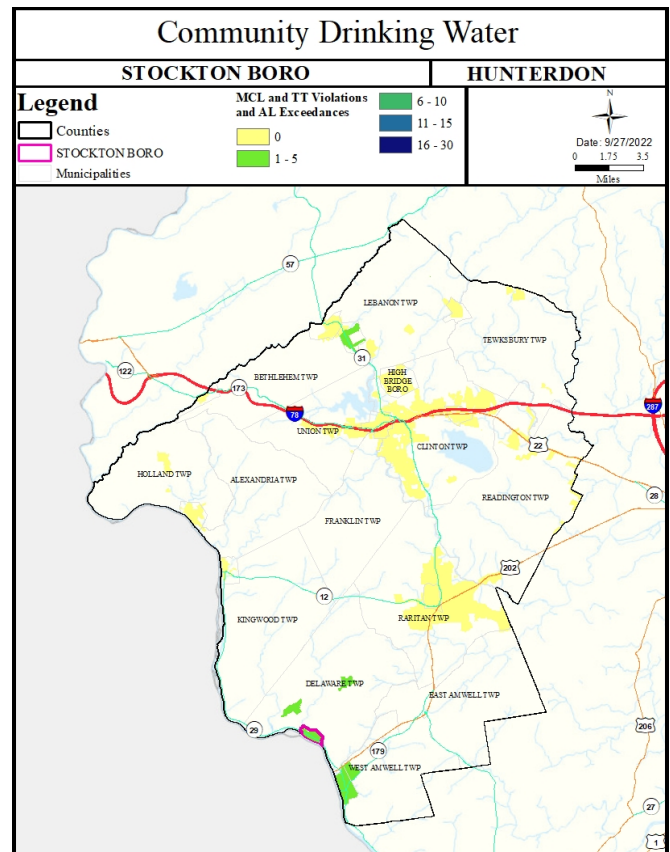 Community Drinking Water
STOCKTON BORO
HUNTERDON
Legend
Counties
STOCKTON BORO
Municipalities
MCL and TT Violations
and AL Exceedances
0
1 - 5
6 - 10
11 - 15
16 - 30
N
Date: 9/27/2022
0 1.75 3.5
Miles
57
LEBANON TWP
TEWKSBURY TWP
31
122
BETHLEHEM TWP
HIGH
BRIDGE
BORO
173
78
287
UNION TWP
CLINTON TWP
22
HOLLAND TWP
ALEXANDRIA TWP
READINGTON TWP
28
FRANKLIN TWP
202
12
KINGWOOD TWP
RARITAN TWP
DELAWARE TWP
EAST AMWELL TWP
29
206
179
WEST AMWELL TWP
27
1